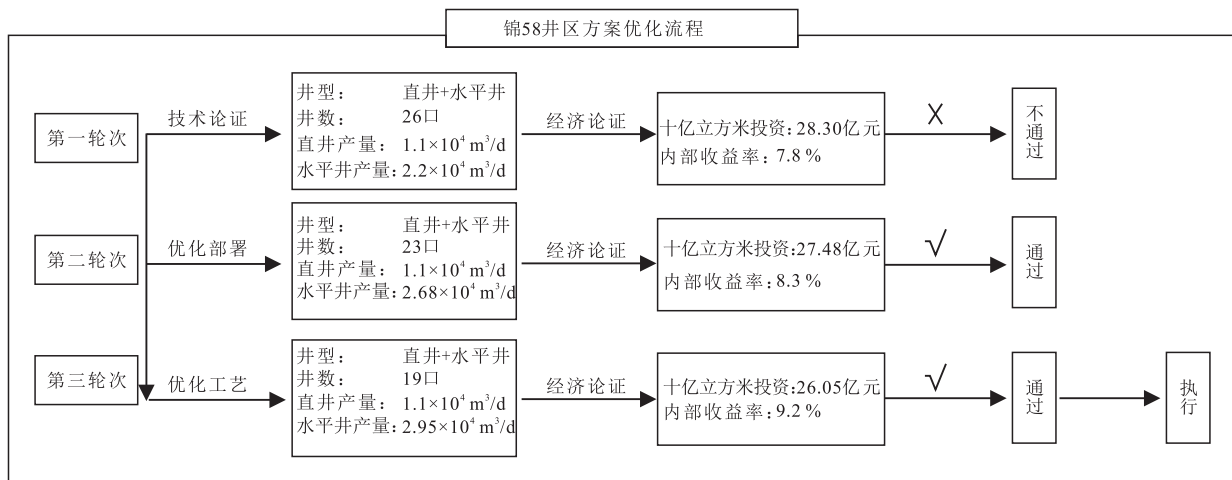 锦58井区方案优化流程
第一轮次
技术论证
井型： 直井+水平井
井数： 26口
直井产量： 1.1×10⁴ m³/d
水平井产量：2.2×10⁴ m³/d
经济论证
十亿立方米投资：28.30亿元
内部收益率：7.8 %
X
不通过
第二轮次
优化部署
井型： 直井+水平井
井数： 23口
直井产量： 1.1×10⁴ m³/d
水平井产量：2.68×10⁴ m³/d
经济论证
十亿立方米投资：27.48亿元
内部收益率：8.3 %
√
通过
第三轮次
优化工艺
井型： 直井+水平井
井数： 19口
直井产量： 1.1×10⁴ m³/d
水平井产量：2.95×10⁴ m³/d
经济论证
十亿立方米投资：26.05亿元
内部收益率：9.2 %
√
通过
执行